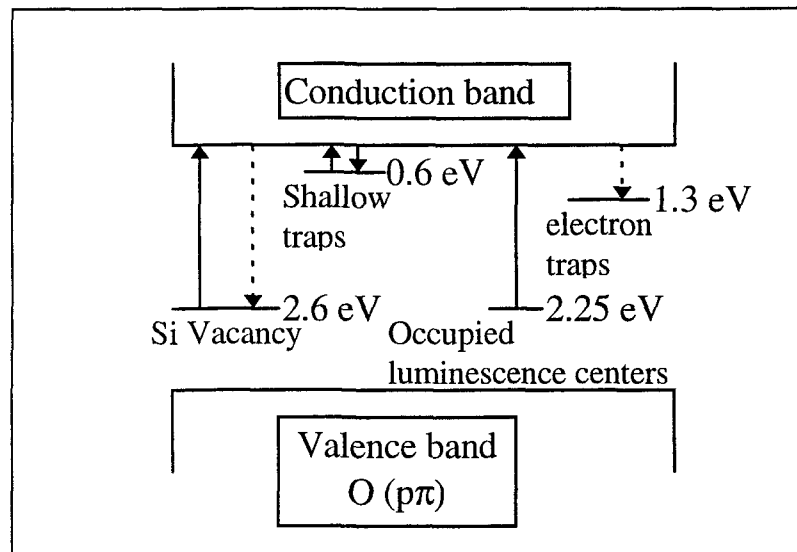 Conduction band
0.6 eV
Shallow
traps
1.3 eV
electron
traps
2.6 eV
2.25 eV
Si Vacancy
Occupied
luminescence centers
Valence band
O (pπ)